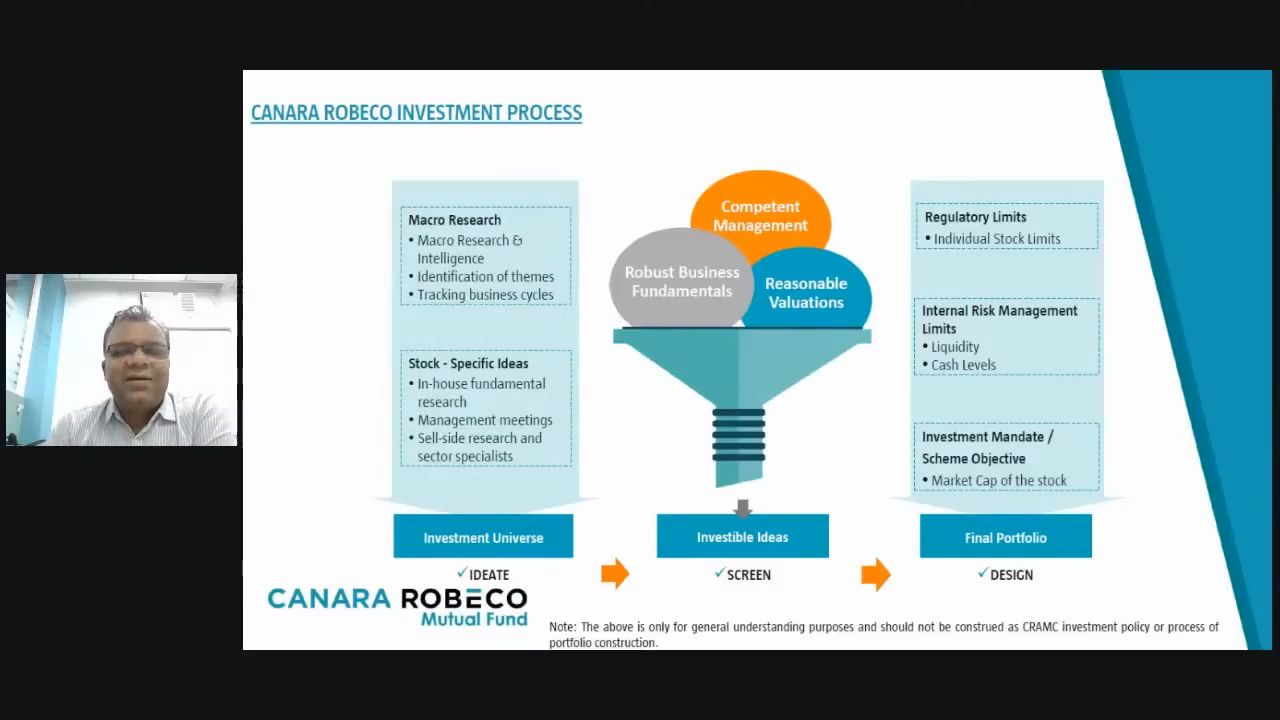 CANARA ROBECO INVESTMENT PROCESS
Macro Research
• Macro Research &
Intelligence
• Identification of themes
• Tracking business cycles
Stock - Specific Ideas
• In-house fundamental
research
• Management meetings
• Sell-side research and
sector specialists
Investment Universe
✓IDEATE
Competent
Management
Robust Business
Fundamentals
Reasonable
Valuations
Investible Ideas
✓SCREEN
Regulatory Limits
• Individual Stock Limits
Internal Risk Management
Limits
• Liquidity
• Cash Levels
Investment Mandate /
Scheme Objective
• Market Cap of the stock
Final Portfolio
✓DESIGN
CANARA ROBECO
Mutual Fund
Note: The above is only for general understanding purposes and should not be construed as CRAMC investment policy or process of
portfolio construction.